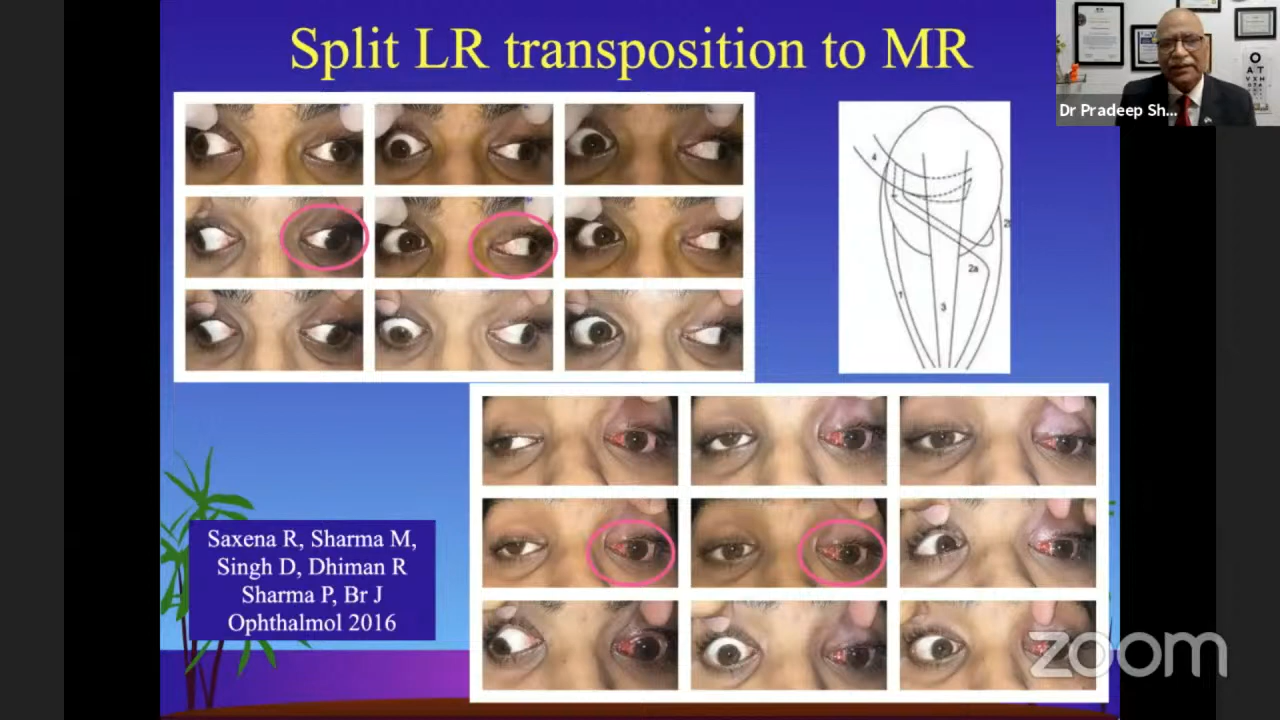 Split LR transposition to MR
Dr Pradeep Sh...
4
2a
1
3
Saxena R, Sharma M,
Singh D, Dhiman R
Sharma P, Br J
Ophthalmol 2016
zoom